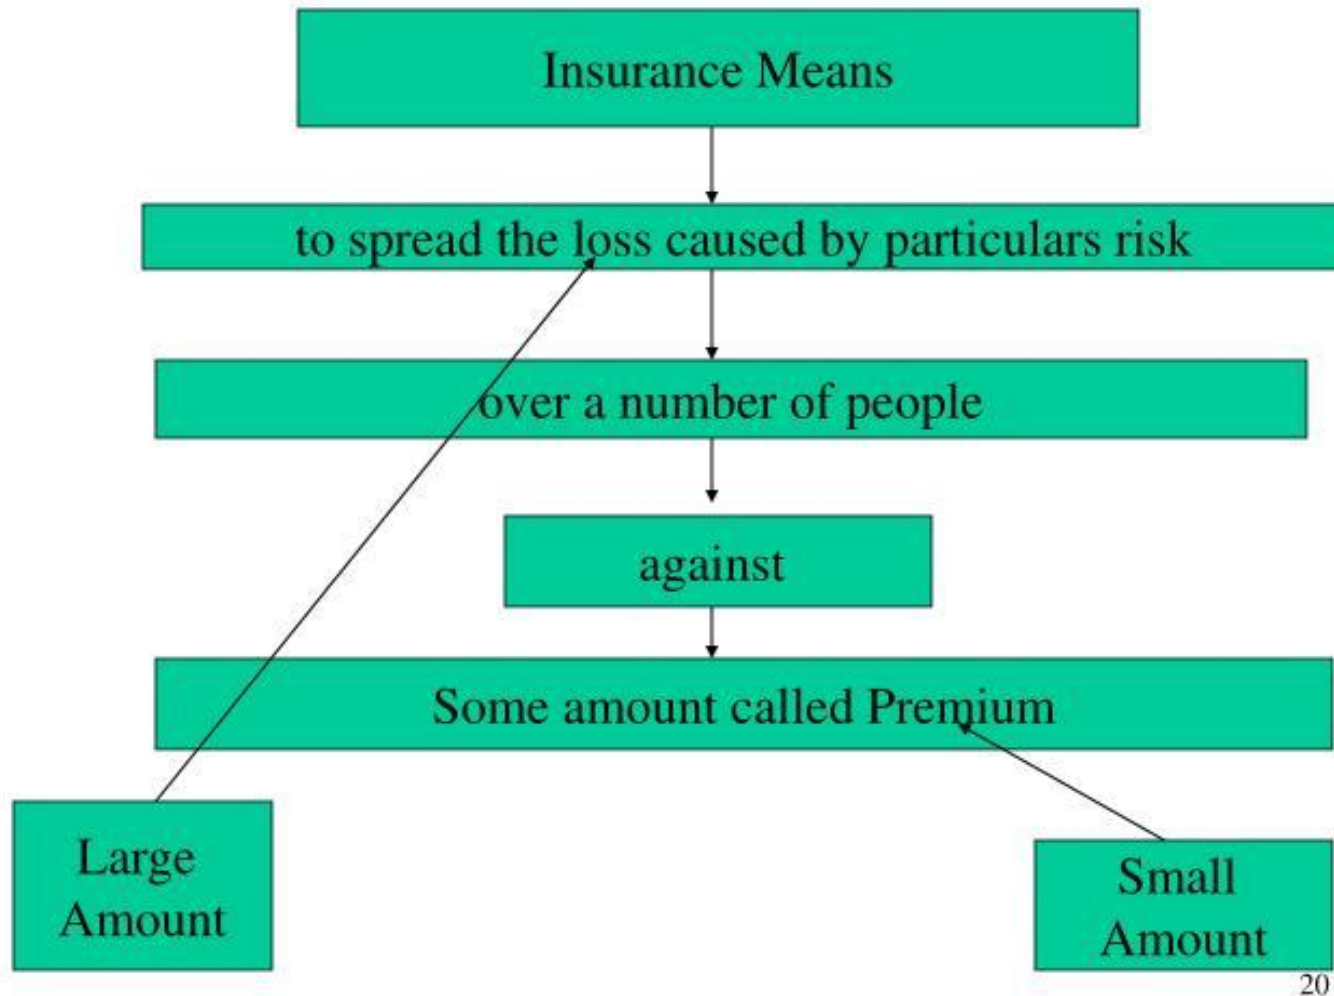 Insurance Means
to spread the loss caused by particulars risk
over a number of people
against
Some amount called Premium
Large
Amount
Small
Amount
20